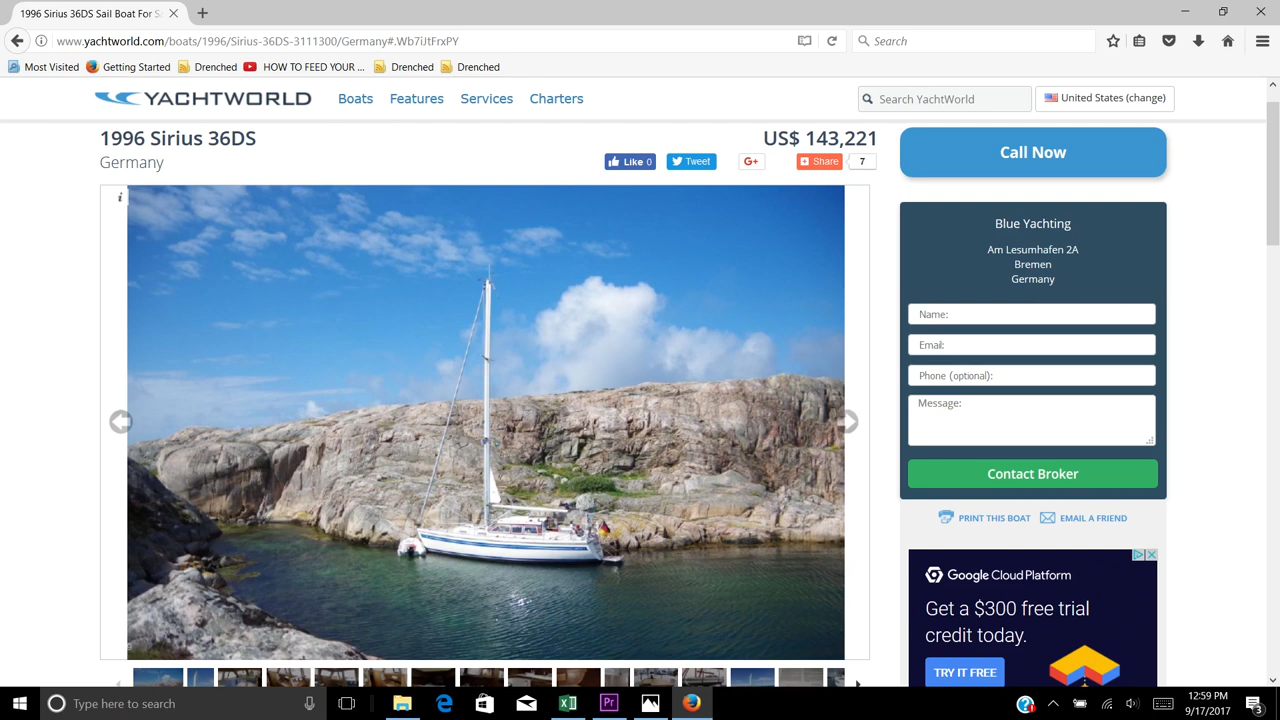 1996 Sirius 36DS Sail Boat For Sa
www.yachtworld.com/boats/1996/Sirius-36DS-3111300/Germany#.Wb7iJtFrxPY
Search
Most Visited Getting Started Drenched HOW TO FEED YOUR ... Drenched Drenched
YACHTWORLD Boats Features Services Charters
Search YachtWorld
United States (change)
1996 Sirius 36DS
US$ 143,221
Germany
Like 0
Tweet
G+
Share
7
i
Call Now
Blue Yachting
Am Lesumhafen 2A
Bremen
Germany
Name:
Email:
Phone (optional):
Message:
Contact Broker
PRINT THIS BOAT
EMAIL A FRIEND
Google Cloud Platform
Get a $300 free trial
credit today.
TRY IT FREE
Type here to search
Pr
12:59 PM
9/17/2017
3